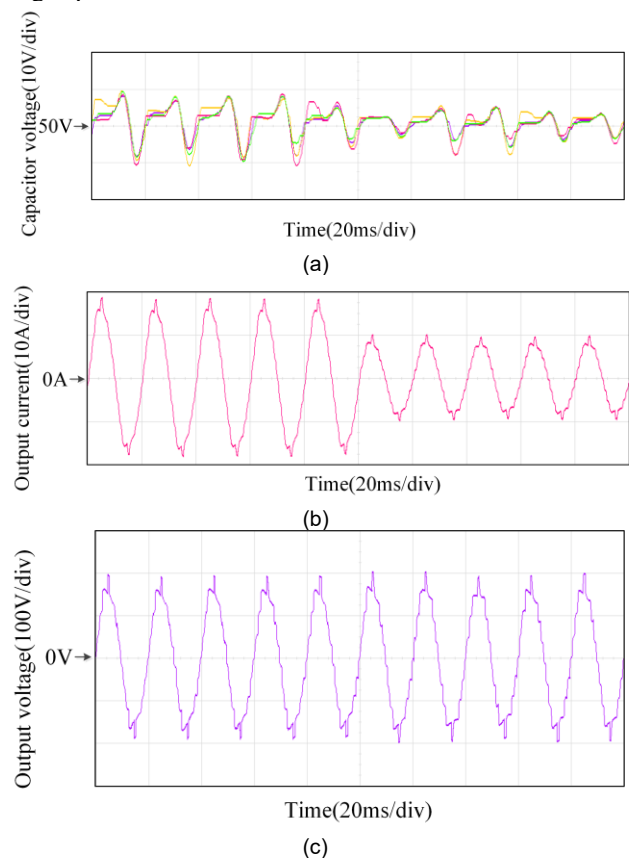 Capacitor voltage(10V/div)
50V
Time(20ms/div)
(a)
Output current(10A/div)
0A
Time(20ms/div)
(b)
Output voltage(100V/div)
0V
Time(20ms/div)
(c)